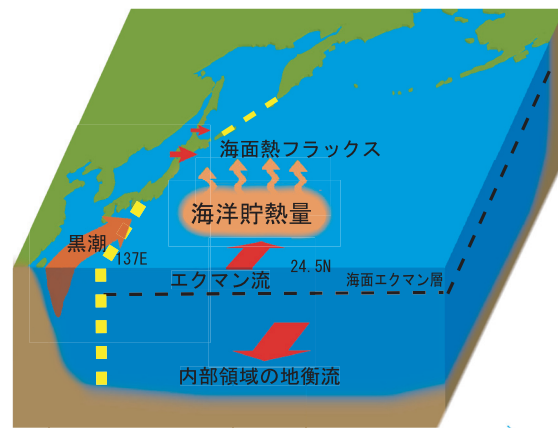 海面熱フラックス
海洋貯熱量
黒潮
137E
24.5N
エクマン流
海面エクマン層
内部領域の地衡流